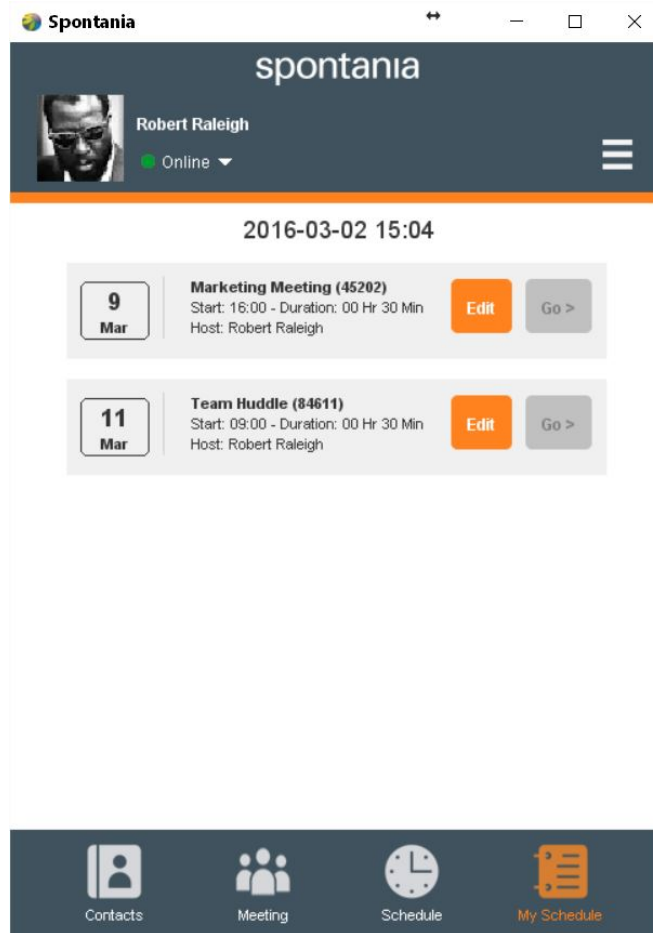 Spontania
spontania
Robert Raleigh
Online
2016-03-02 15:04
9
Mar
Marketing Meeting (45202)
Start: 16:00 - Duration: 00 Hr 30 Min
Host: Robert Raleigh
Edit
Go >
11
Mar
Team Huddle (84611)
Start: 09:00 - Duration: 00 Hr 30 Min
Host: Robert Raleigh
Edit
Go >
Contacts
Meeting
Schedule
My Schedule